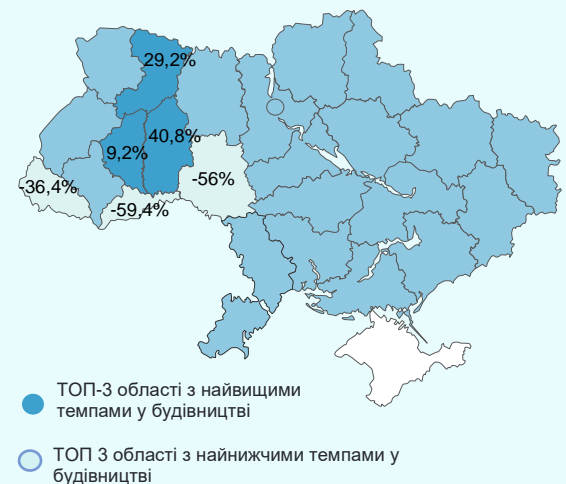 29,2%
40,8%
9,2%
-56%
-36,4%
-59,4%
ТОП-3 області з найвищими
темпами у будівництві
ТОП 3 області з найнижчими темпами у
будівництві